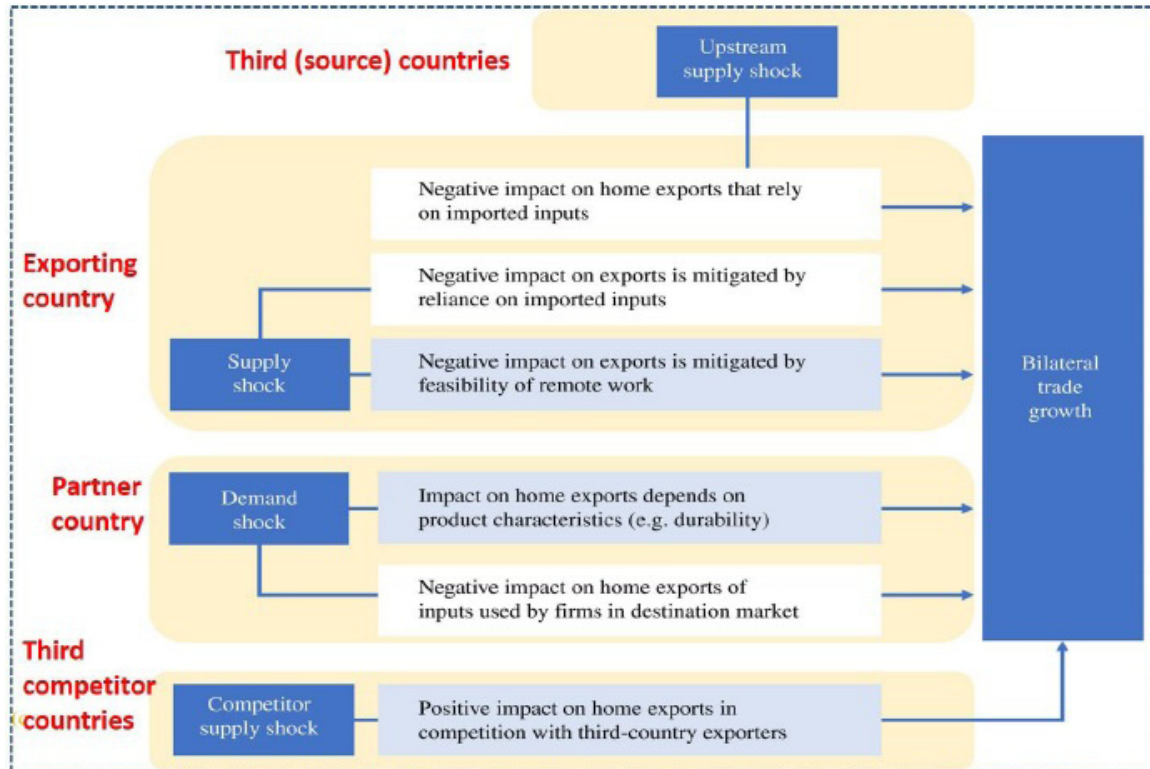 Third (source) countries
Upstream
supply shock
Negative impact on home exports that rely
on imported inputs
Exporting
country
Negative impact on exports is mitigated by
reliance on imported inputs
Supply
shock
Negative impact on exports is mitigated by
feasibility of remote work
Bilateral
trade
growth
Partner
country
Demand
shock
Impact on home exports depends on
product characteristics (e.g. durability)
Negative impact on home exports of
inputs used by firms in destination market
Third
competitor
countries
Competitor
supply shock
Positive impact on home exports in
competition with third-country exporters